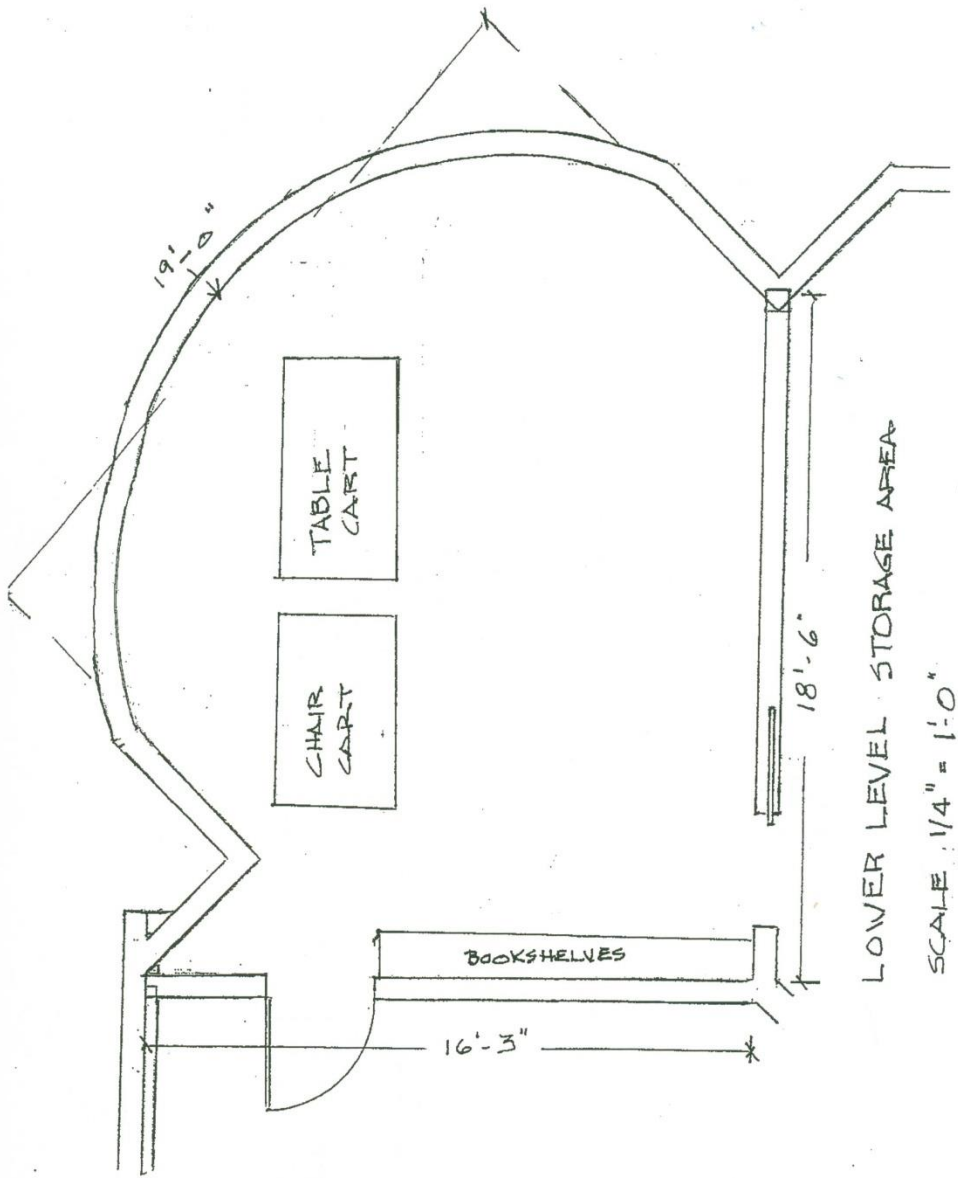 19'-0"
TABLE
CART
CHAIR
CART
BOOKSHELVES
16'-3"
18'-6"
LOWER LEVEL STORAGE AREA
SCALE: 1/4" = 1'-0"